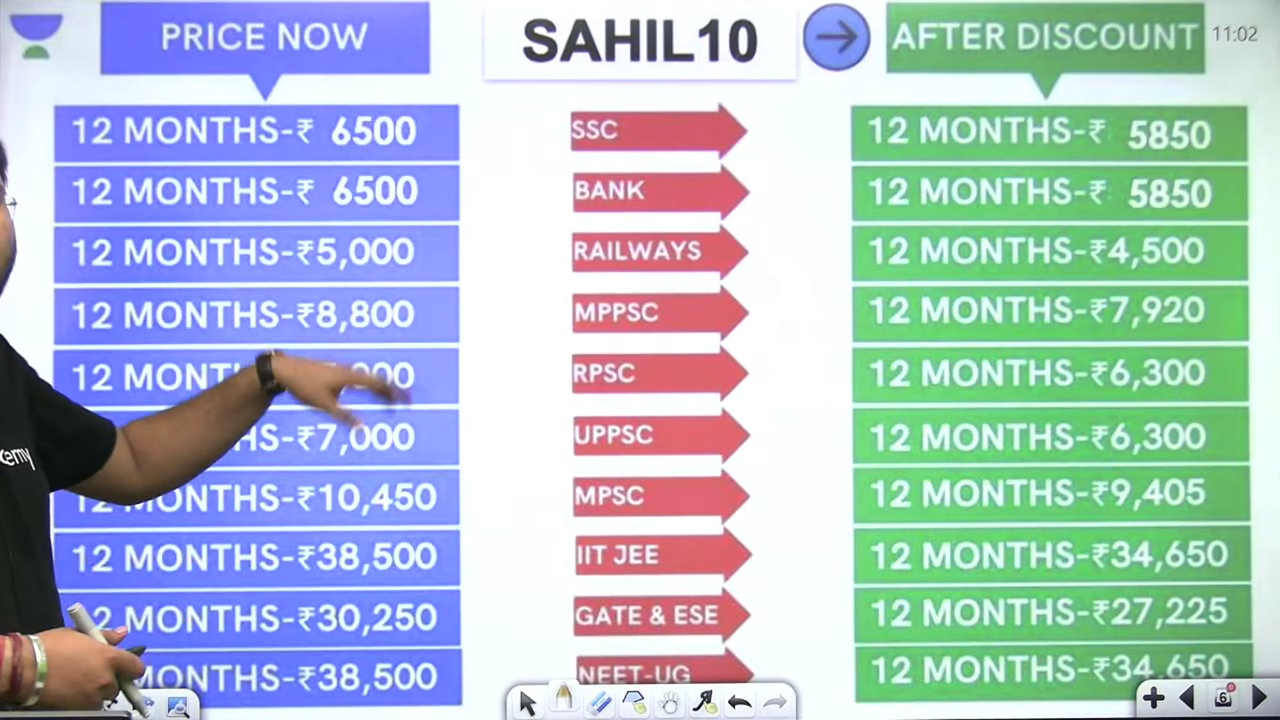 PRICE NOW
SAHIL10
AFTER DISCOUNT
11:02
12 MONTHS-₹ 6500
SSC
12 MONTHS-₹ 5850
12 MONTHS-₹ 6500
BANK
12 MONTHS-₹ 5850
12 MONTHS-₹5,000
RAILWAYS
12 MONTHS-₹4,500
12 MONTHS-₹8,800
MPPSC
12 MONTHS-₹7,920
12
RPSC
12 MONTHS-₹6,300
₹7,000
UPPSC
12 MONTHS-₹6,300
12 MONTHS-₹10,450
MPSC
12 MONTHS-₹9,405
12 MONTHS-₹38,500
IIT JEE
12 MONTHS-₹34,650
MONTHS-₹30,250
GATE & ESE
12 MONTHS-₹27,225
MONTHS-₹38,500
NEET-UG
12 MONTHS-₹34,650
6